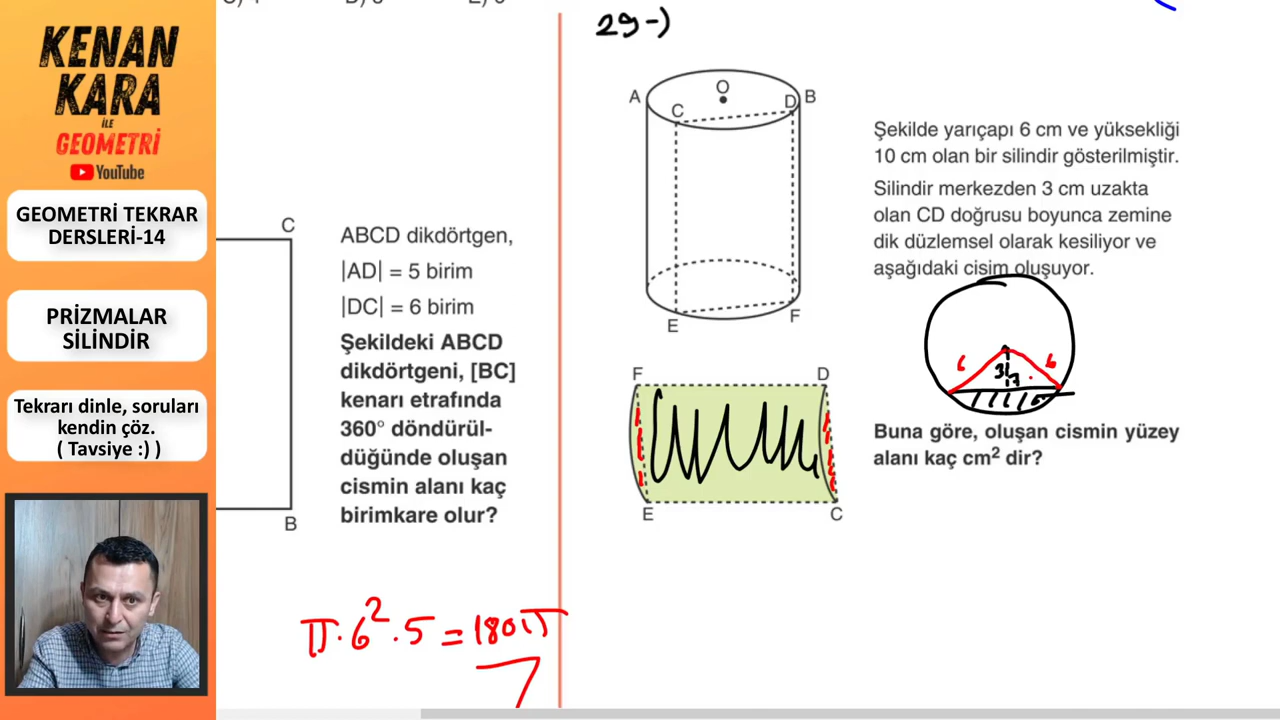 KENAN
KARA
İLE
GEOMETRİ
YouTube
GEOMETRİ TEKRAR
DERSLERİ-14
PRİZMALAR
SİLİNDİR
Tekrarı dinle, soruları
kendin çöz.
( Tavsiye :) )
C
B
ABCD dikdörtgen,
|AD| = 5 birim
|DC| = 6 birim
Şekildeki ABCD
dikdörtgeni, [BC]
kenarı etrafında
360° döndürül-
düğünde oluşan
cismin alanı kaç
birimkare olur?
π·6²·5=180π
29-)
A
O
B
C
D
E
F
Şekilde yarıçapı 6 cm ve yüksekliği
10 cm olan bir silindir gösterilmiştir.
Silindir merkezden 3 cm uzakta
olan CD doğrusu boyunca zemine
dik düzlemsel olarak kesiliyor ve
aşağıdaki cisim oluşuyor.
6
3
6
F
D
E
C
Buna göre, oluşan cismin yüzey
alanı kaç cm² dir?